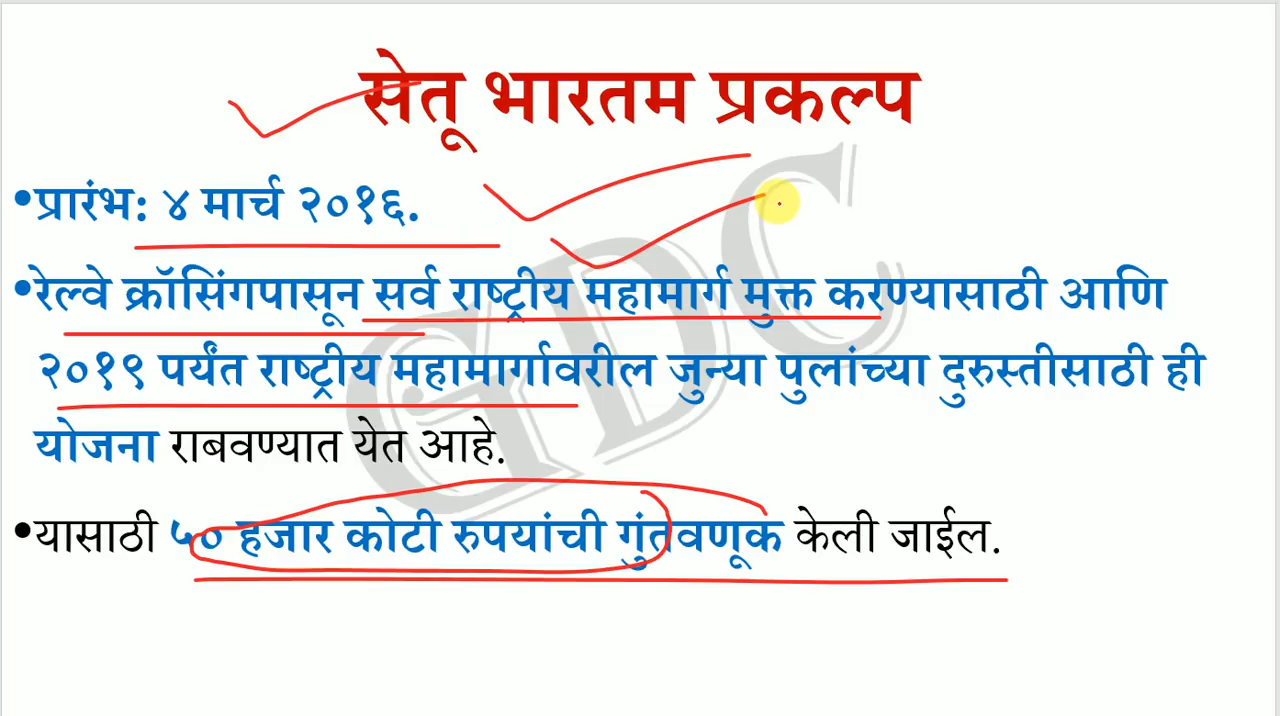 सेतू भारतम प्रकल्प
GDC
•प्रारंभ: ४ मार्च २०१६.
•रेल्वे क्रॉसिंगपासून सर्व राष्ट्रीय महामार्ग मुक्त करण्यासाठी आणि
२०१९ पर्यंत राष्ट्रीय महामार्गावरील जुन्या पुलांच्या दुरुस्तीसाठी ही
योजना राबवण्यात येत आहे.
•यासाठी ५० हजार कोटी रुपयांची गुंतवणूक केली जाईल.